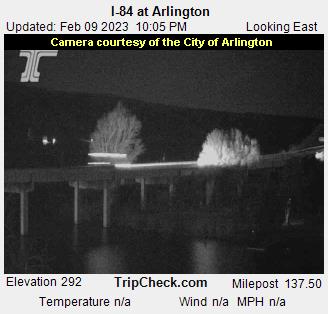 I-84 at Arlington
Updated: Feb 09 2023 10:05 PM Looking East
Camera courtesy of the City of Arlington
Elevation 292 TripCheck.com Milepost 137.50
Temperature n/a Wind n/a MPH n/a